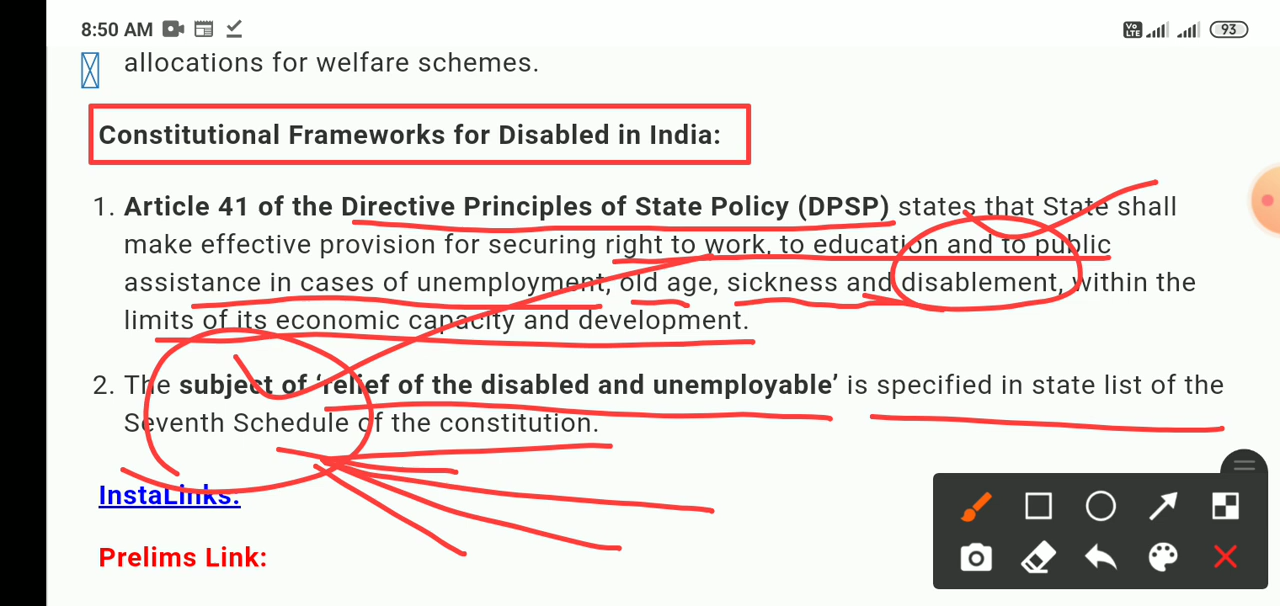 8:50 AM
Vo LTE
93
allocations for welfare schemes.
Constitutional Frameworks for Disabled in India:
1. Article 41 of the Directive Principles of State Policy (DPSP) states that State shall
make effective provision for securing right to work, to education and to public
assistance in cases of unemployment, old age, sickness and disablement, within the
limits of its economic capacity and development.
2. The subject of ‘relief of the disabled and unemployable’ is specified in state list of the
Seventh Schedule of the constitution.
InstaLinks:
Prelims Link: